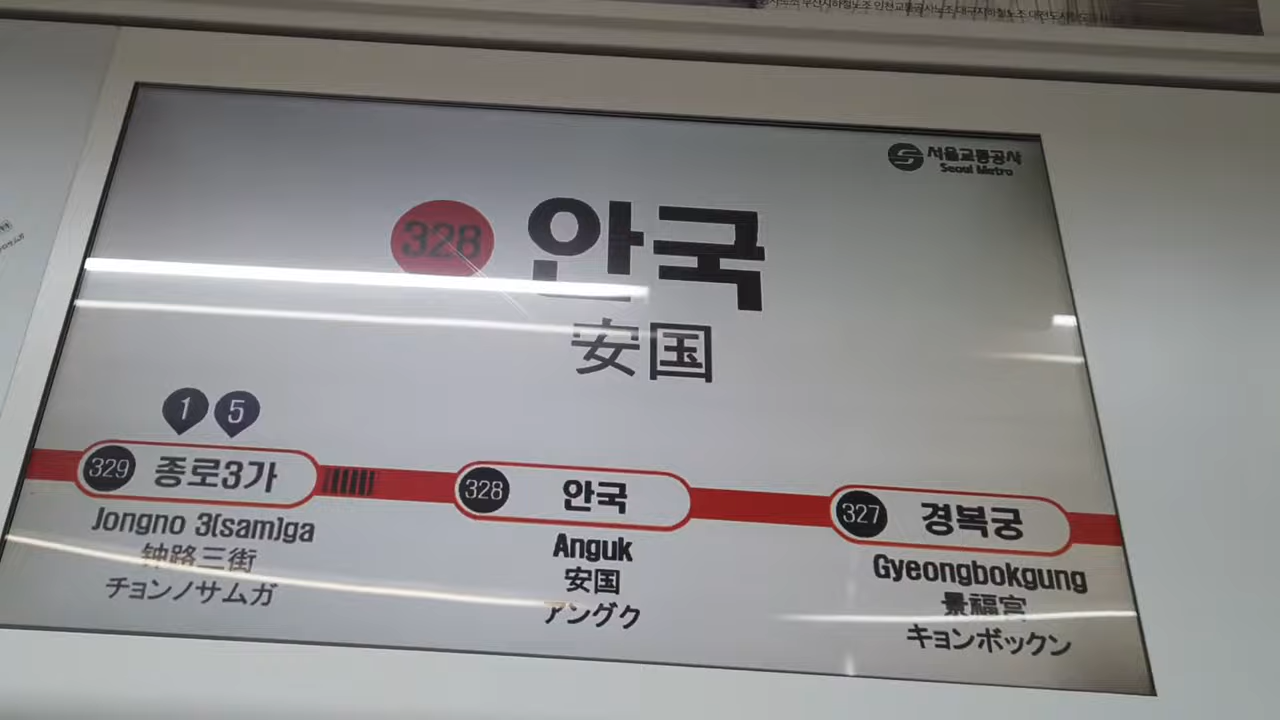 서울교통공사
Seoul Metro
328 안국
安国
1 5
329 종로3가
Jongno 3(sam)ga
钟路三街
チョンノサムガ
328 안국
Anguk
安国
アングク
327 경복궁
Gyeongbokgung
景福宫
キョンボックン